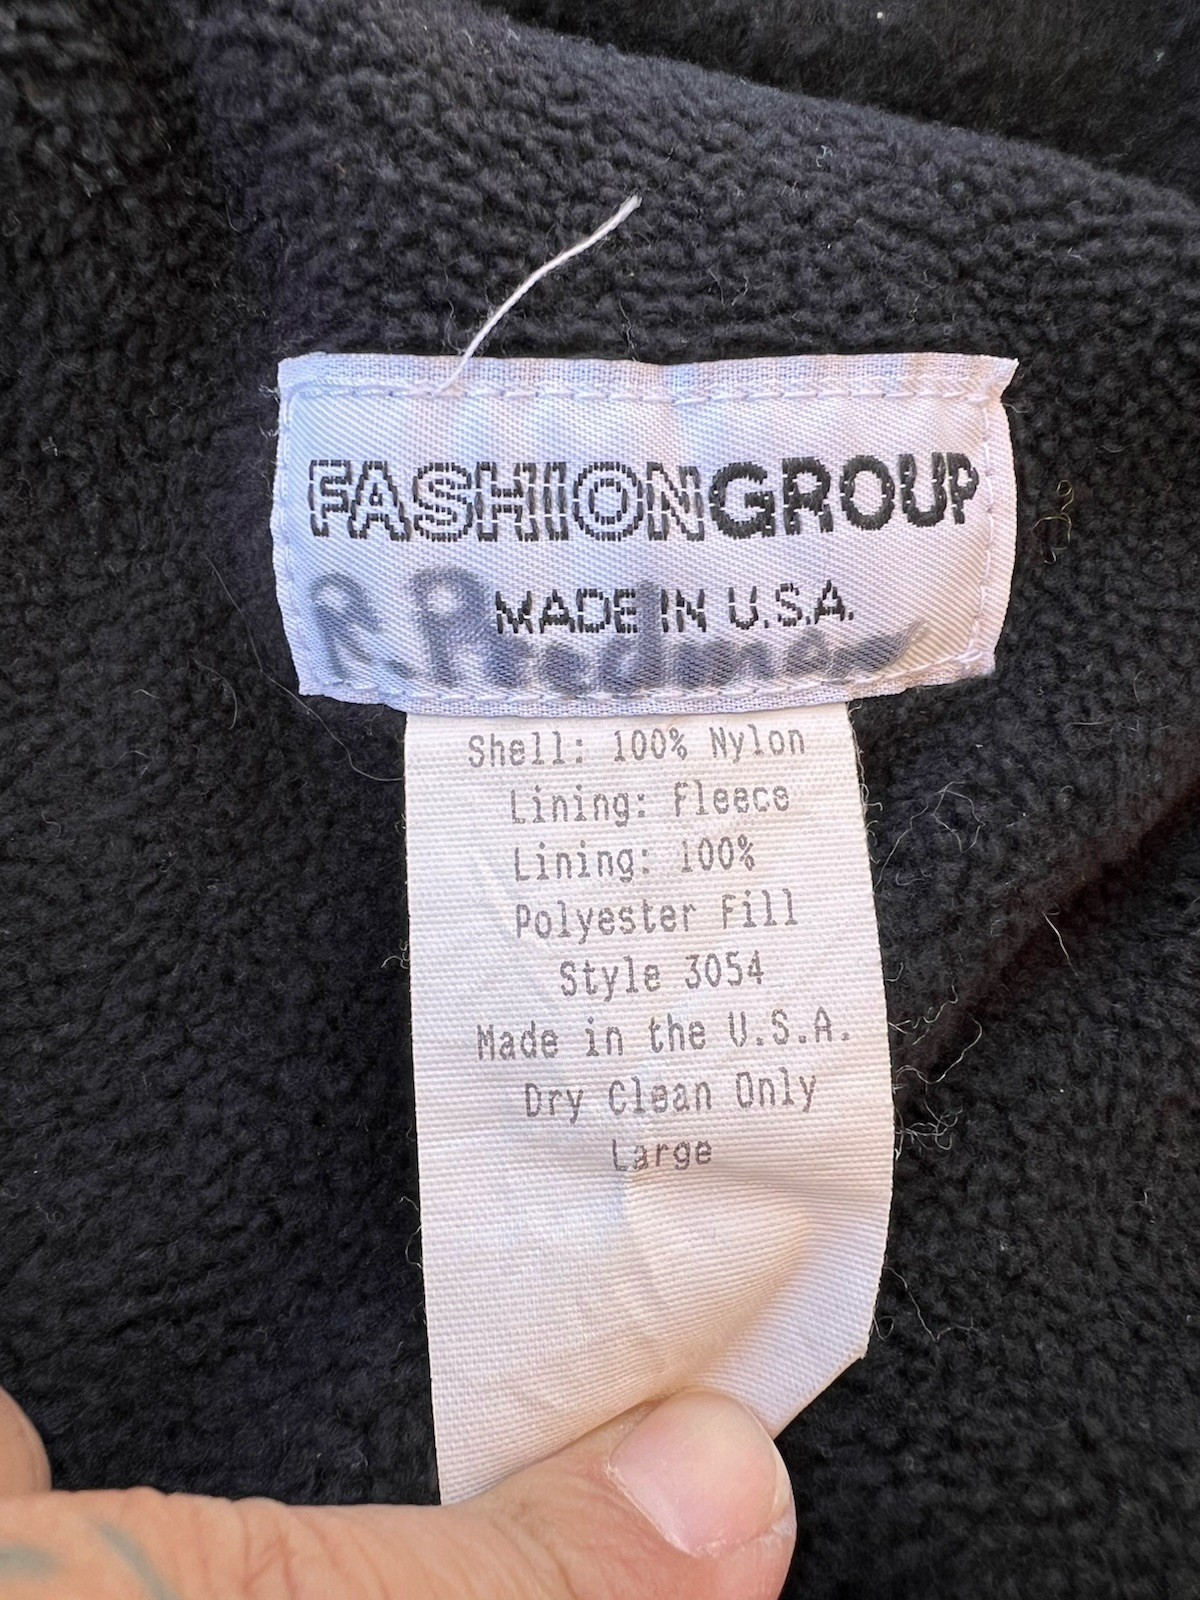 FASHIONGROUP
MADE IN U.S.A.
R.
Shell: 100% Nylon
Lining: Fleece
Lining: 100%
Polyester Fill
Style 3054
Made in the U.S.A.
Dry Clean Only
Large